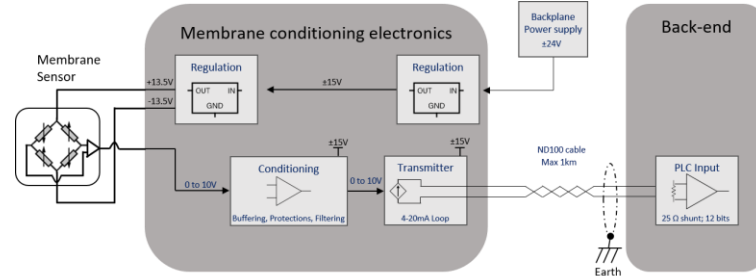 Membrane conditioning electronics
Backplane
Power supply
±24V
Back-end
Membrane
Sensor
+13.5V
-13.5V
Regulation
OUT IN
GND
±15V
Regulation
OUT IN
GND
0 to 10V
±15V
Conditioning
Buffering, Protections, Filtering
0 to 10V
±15V
Transmitter
4-20mA Loop
ND100 cable
Max 1km
Earth
PLC Input
25 Ω shunt; 12 bits